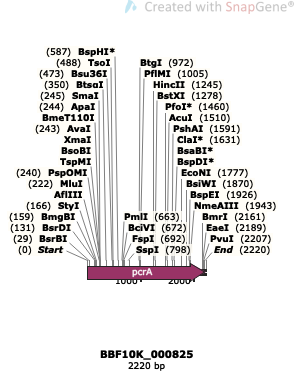 Created with SnapGene®
(587) BspHI*
(488) TsoI
(473) Bsu36I
(350) BtsαI
(245) SmaI
(244) ApaI
BmeT110I
(243) AvaI
XmaI
BsoBI
TspMI
(240) PspOMI
(222) MluI
AflIII
(166) StyI
(159) BmgBI
(131) BsrDI
(29) BsrBI
(0) Start
BtgI (972)
PflMI (1005)
HincII (1245)
BstXI (1278)
PfoI* (1460)
AcuI (1510)
PshAI (1591)
ClaI* (1631)
BsaBI*
BspDI*
EcoNI (1777)
BsiWI (1870)
BspEI (1926)
NmeAIII (1943)
PmlI (663)
BciVI (672)
FspI (692)
SspI (798)
BmrI (2161)
EaeI (2189)
PvuI (2207)
End (2220)
pcrA
1000
2000
BBF10K_000825
2220 bp